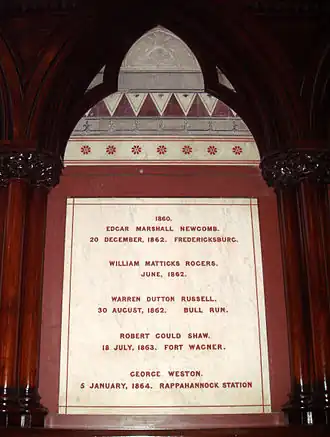 1860.
EDGAR MARSHALL NEWCOMB.
20 DECEMBER, 1862. FREDERICKSBURG.
WILLIAM MATTICKS ROGERS.
JUNE, 1862.
WARREN DUTTON RUSSELL.
30 AUGUST, 1862. BULL RUN.
ROBERT GOULD SHAW.
18 JULY, 1863. FORT WAGNER.
GEORGE WESTON.
5 JANUARY, 1864. RAPPAHANNOCK STATION